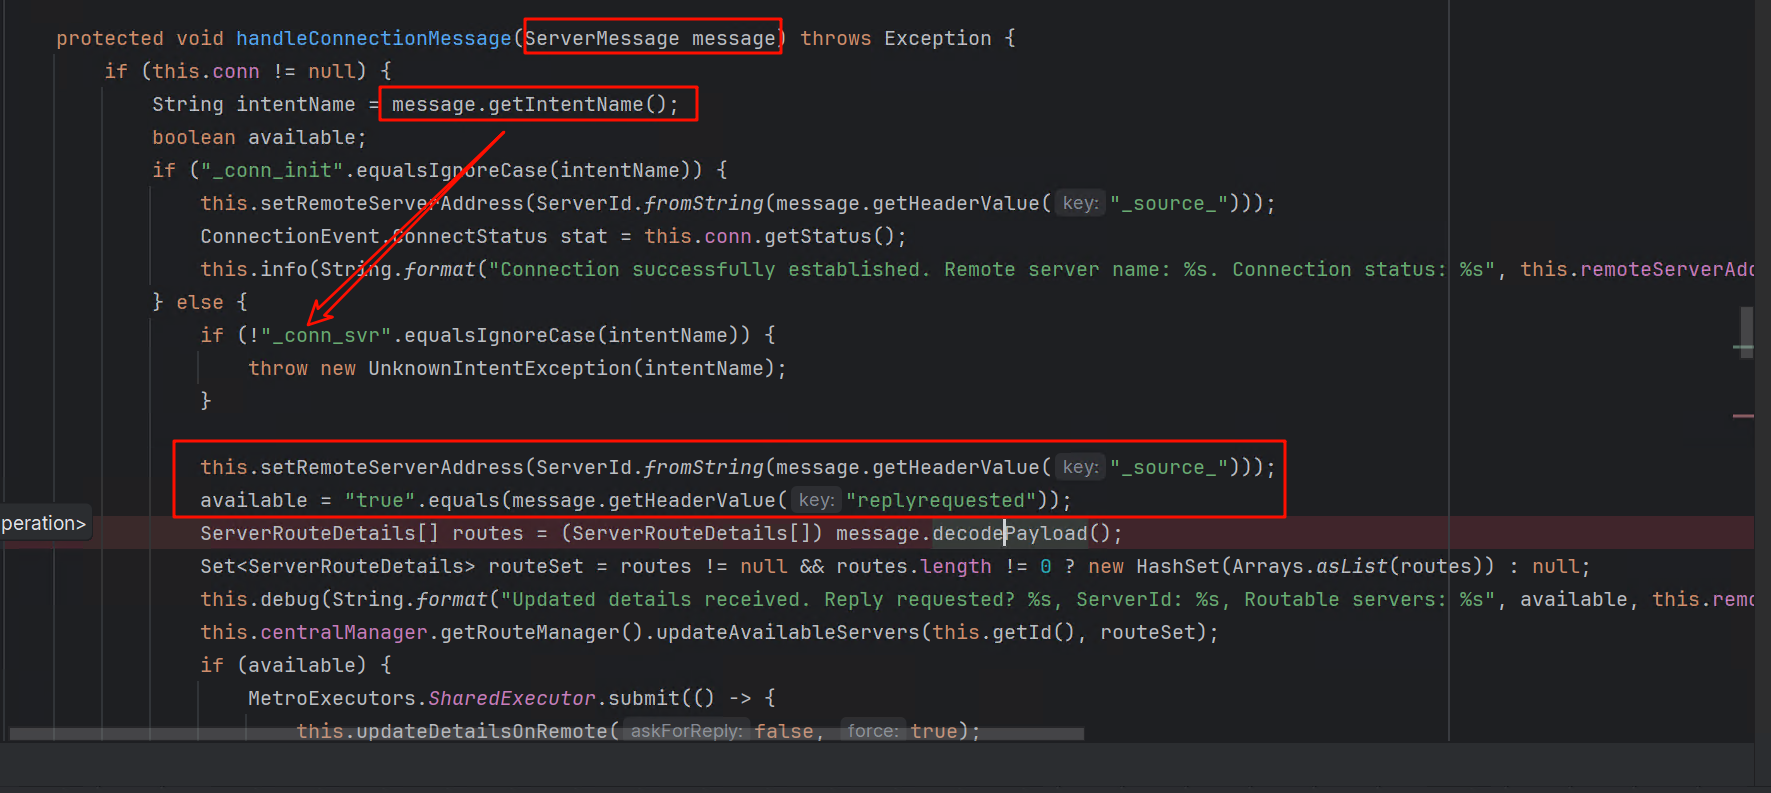 protected void handleConnectionMessage(ServerMessage message) throws Exception {
if (this.conn != null) {
String intentName = message.getIntentName();
boolean available;
if ("_conn_init".equalsIgnoreCase(intentName)) {
this.setRemoteServerAddress(ServerId.fromString(message.getHeaderValue( key: "_source_")));
ConnectionEvent.ConnectStatus stat = this.conn.getStatus();
this.info(String.format("Connection successfully established. Remote server name: %s. Connection status: %s", this.remoteServerAdd
} else {
if (!"_conn_svr".equalsIgnoreCase(intentName)) {
throw new UnknownIntentException(intentName);
}
this.setRemoteServerAddress(ServerId.fromString(message.getHeaderValue( key: "_source_")));
available = "true".equals(message.getHeaderValue( key: "replyrequested"));
peration>
ServerRouteDetails[] routes = (ServerRouteDetails[]) message.decodePayload();
Set<ServerRouteDetails> routeSet = routes != null && routes.length != 0 ? new HashSet(Arrays.asList(routes)) : null;
this.debug(String.format("Updated details received. Reply requested? %s, ServerId: %s, Routable servers: %s", available, this.remo
this.centralManager.getRouteManager().updateAvailableServers(this.getId(), routeSet);
if (available) {
MetroExecutors.SharedExecutor.submit(() -> {
this.updateDetailsOnRemote( askForReply: false, force: true);